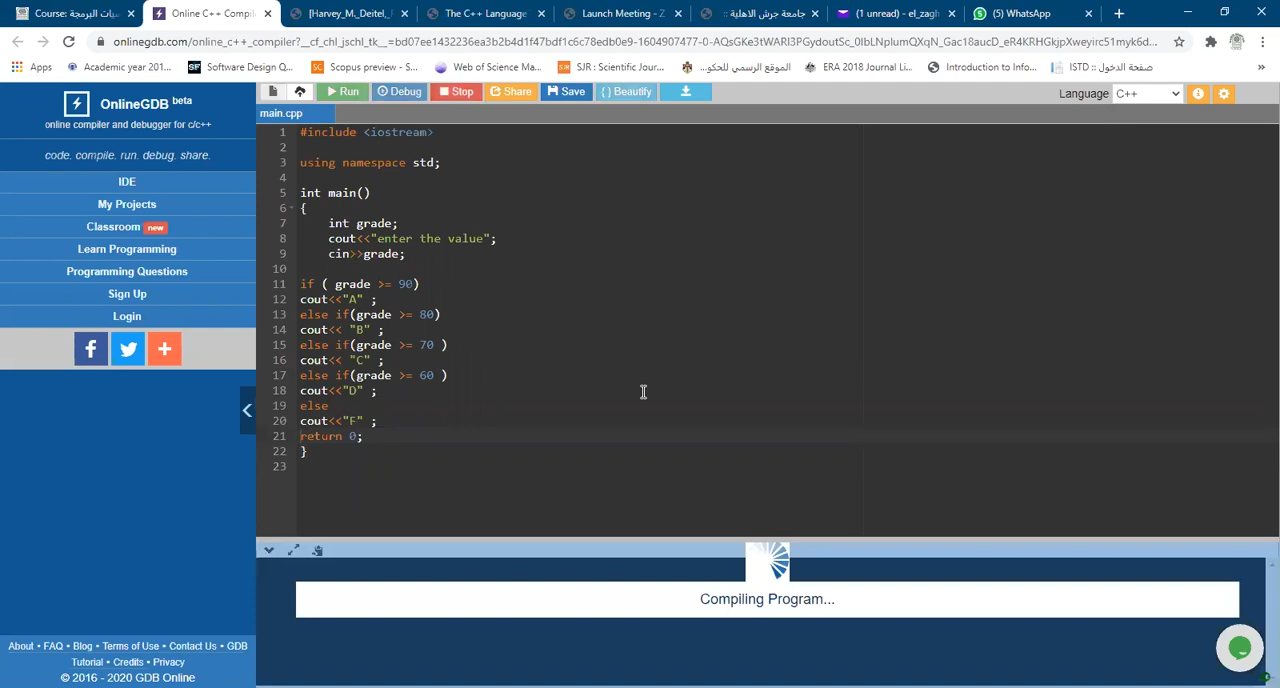 Course: سيات البرمجة
Online C++ Compil
[Harvey_M._Deitel,_
The C++ Language
Launch Meeting - Z
جامعة جرش الاهلية ::
(1 unread) - el_zagh
(5) WhatsApp
onlinegdb.com/online_c++_compiler?__cf_chl_jschl_tk__=bd07ee1432236ea3b2b4d1f47bdf0e9c6c78edb0e9-1604907477-0-AQsGKe3tWARI3PGydoutSc_0IbLNplumQXqN_Gac18aucD_eR4KRHGkjpXweyirc51myk6d...
Apps
Academic year 201...
Software Design Q...
Scopus preview - S...
Web of Science Ma...
SJR : Scientific Jour...
الموقع الرسمي للحكو...
ERA 2018 Journal Li...
Introduction to Info...
ISTD :: صفحة الدخول
»
OnlineGDB beta
online compiler and debugger for c/c++
code. compile. run. debug. share.
IDE
My Projects
Classroom new
Learn Programming
Programming Questions
Sign Up
Login
About • FAQ • Blog • Terms of Use • Contact Us • GDB
Tutorial • Credits • Privacy
© 2016 - 2020 GDB Online
Run Debug Stop Share Save { } Beautify
Language C++
main.cpp
1 #include <iostream>
2
3 using namespace std;
4
5 int main()
6 {
7 int grade;
8 cout<<"enter the value";
9 cin>>grade;
10
11 if ( grade >= 90)
12 cout<<"A" ;
13 else if(grade >= 80)
14 cout<< "B" ;
15 else if(grade >= 70 )
16 cout<< "C" ;
17 else if(grade >= 60 )
18 cout<<"D" ;
19 else
20 cout<<"F" ;
21 return 0;
22 }
23
Compiling Program...